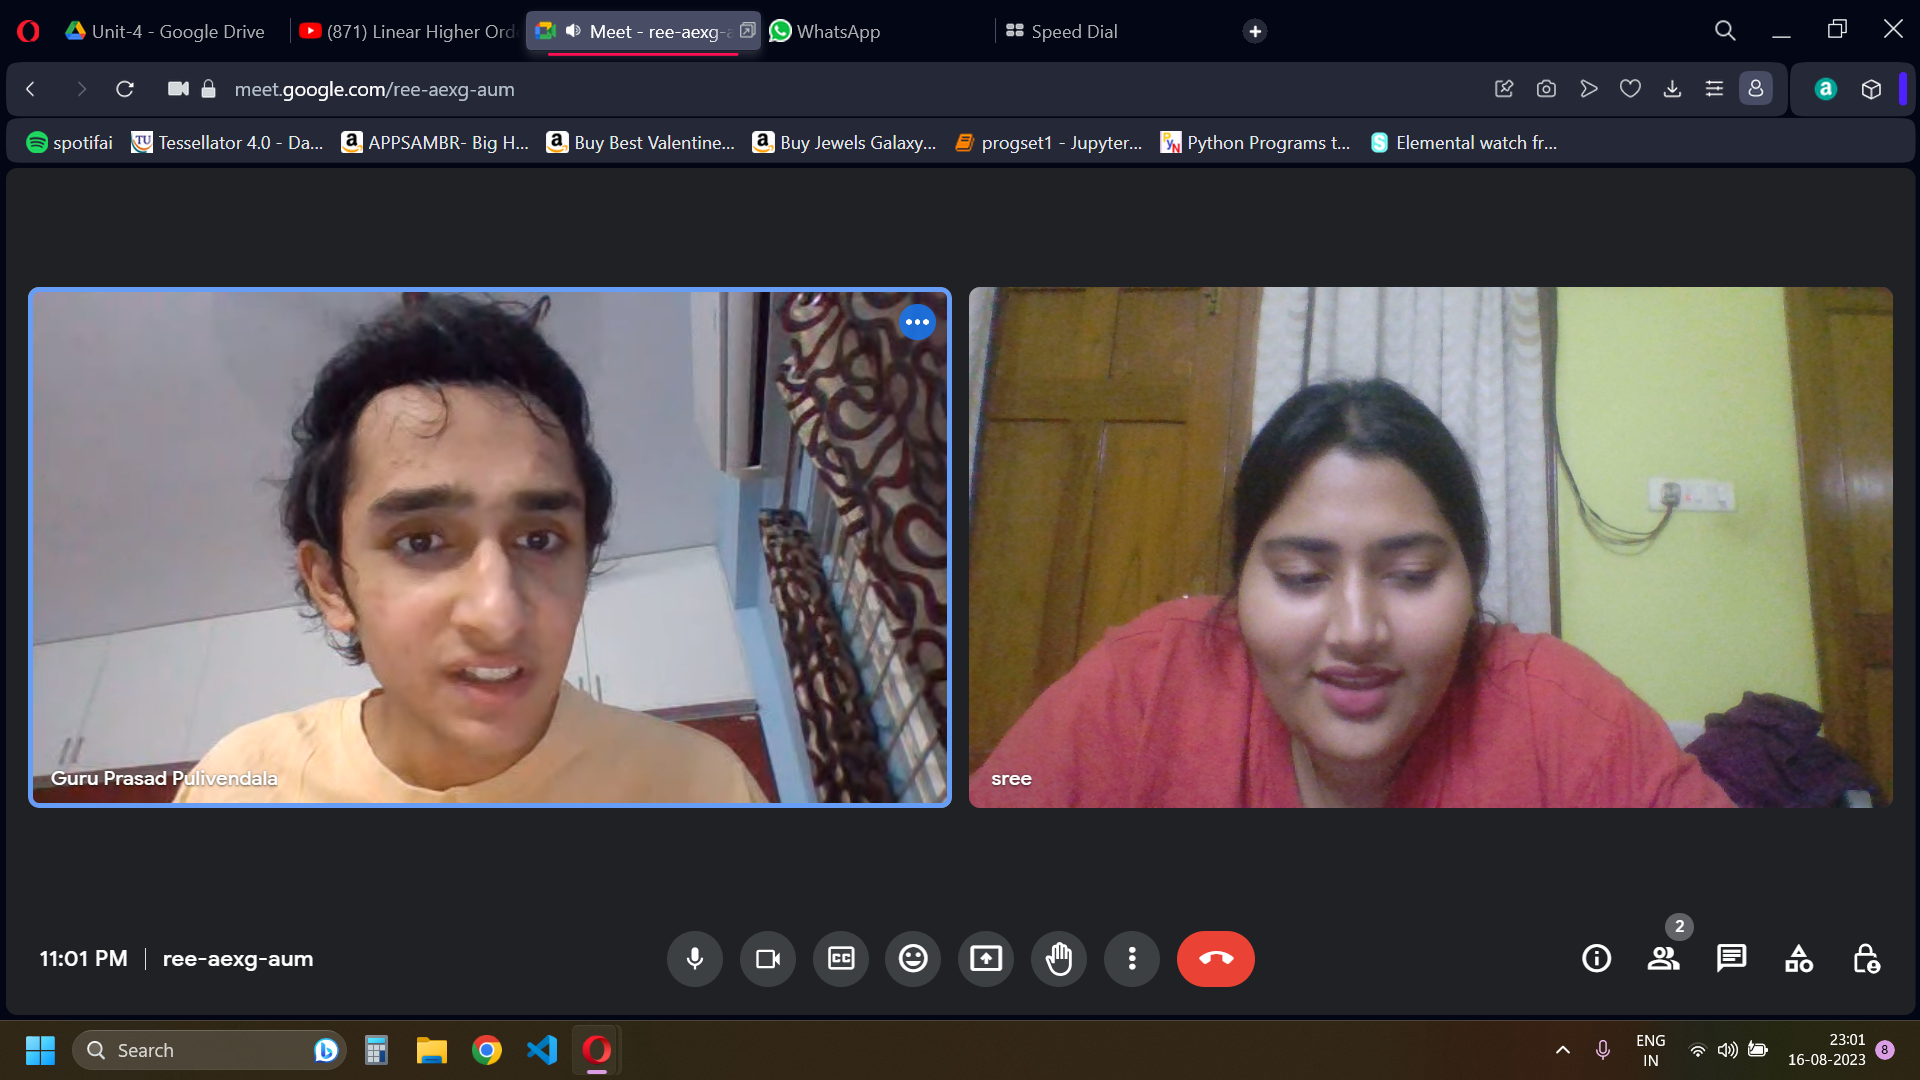 Unit-4 - Google Drive
(871) Linear Higher Ord
Meet - ree-aexg-a
WhatsApp
Speed Dial
meet.google.com/ree-aexg-aum
a
spotifai
TU
Tessellator 4.0 - Da...
APPSAMBR- Big H...
Buy Best Valentine...
Buy Jewels Galaxy...
progset1 - Jupyter...
Python Programs t...
Elemental watch fr...
Guru Prasad Pulivendala
sree
11:01 PM
ree-aexg-aum
CC
2
Search
ENG
IN
23:01
16-08-2023
8